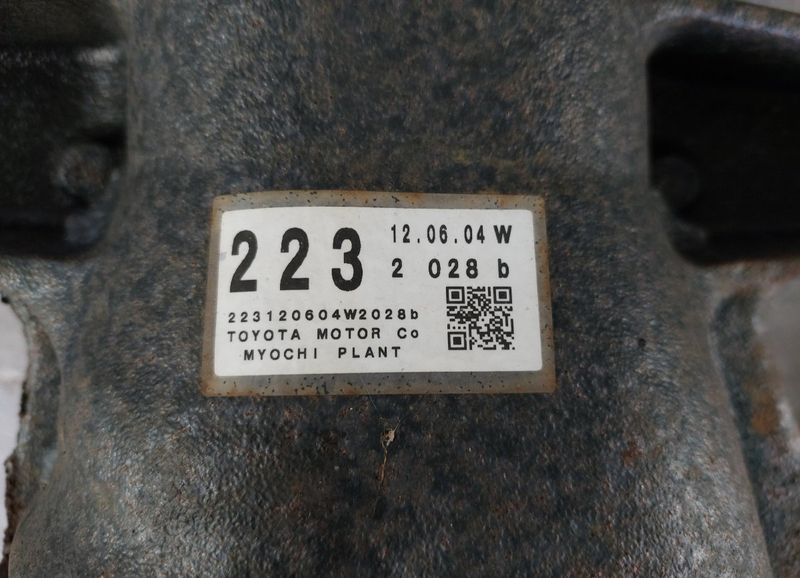 223 12.06.04 W
2 028 b
223120604W2028b
TOYOTA MOTOR Co
MYOCHI PLANT